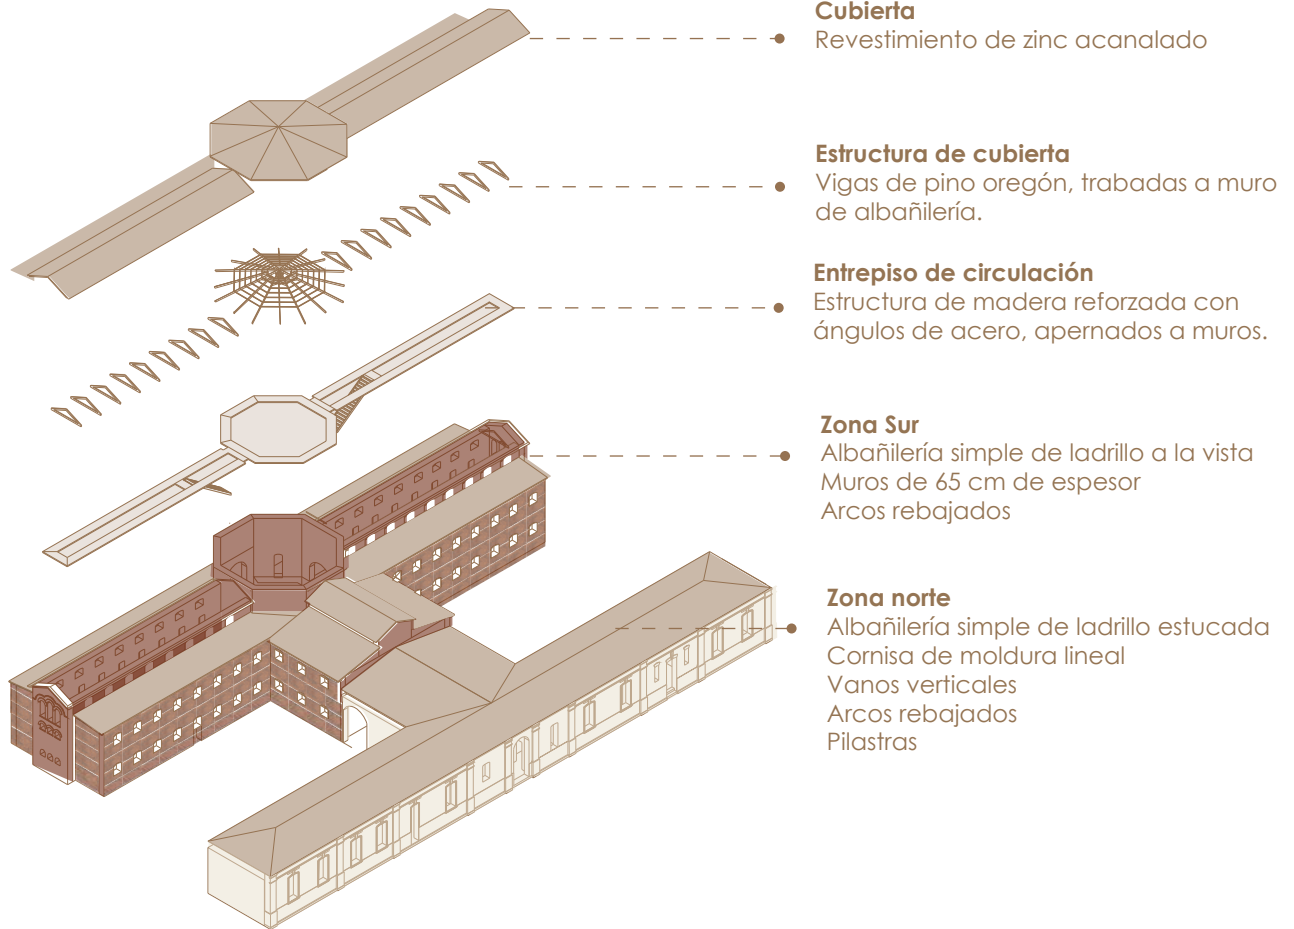 Cubierta
Revestimiento de zinc acanalado
Estructura de cubierta
Vigas de pino oregón, trabadas a muro
de albañilería.
Entrepiso de circulación
Estructura de madera reforzada con
ángulos de acero, apernados a muros.
Zona Sur
Albañilería simple de ladrillo a la vista
Muros de 65 cm de espesor
Arcos rebajados
Zona norte
Albañilería simple de ladrillo estucada
Cornisa de moldura lineal
Vanos verticales
Arcos rebajados
Pilastras